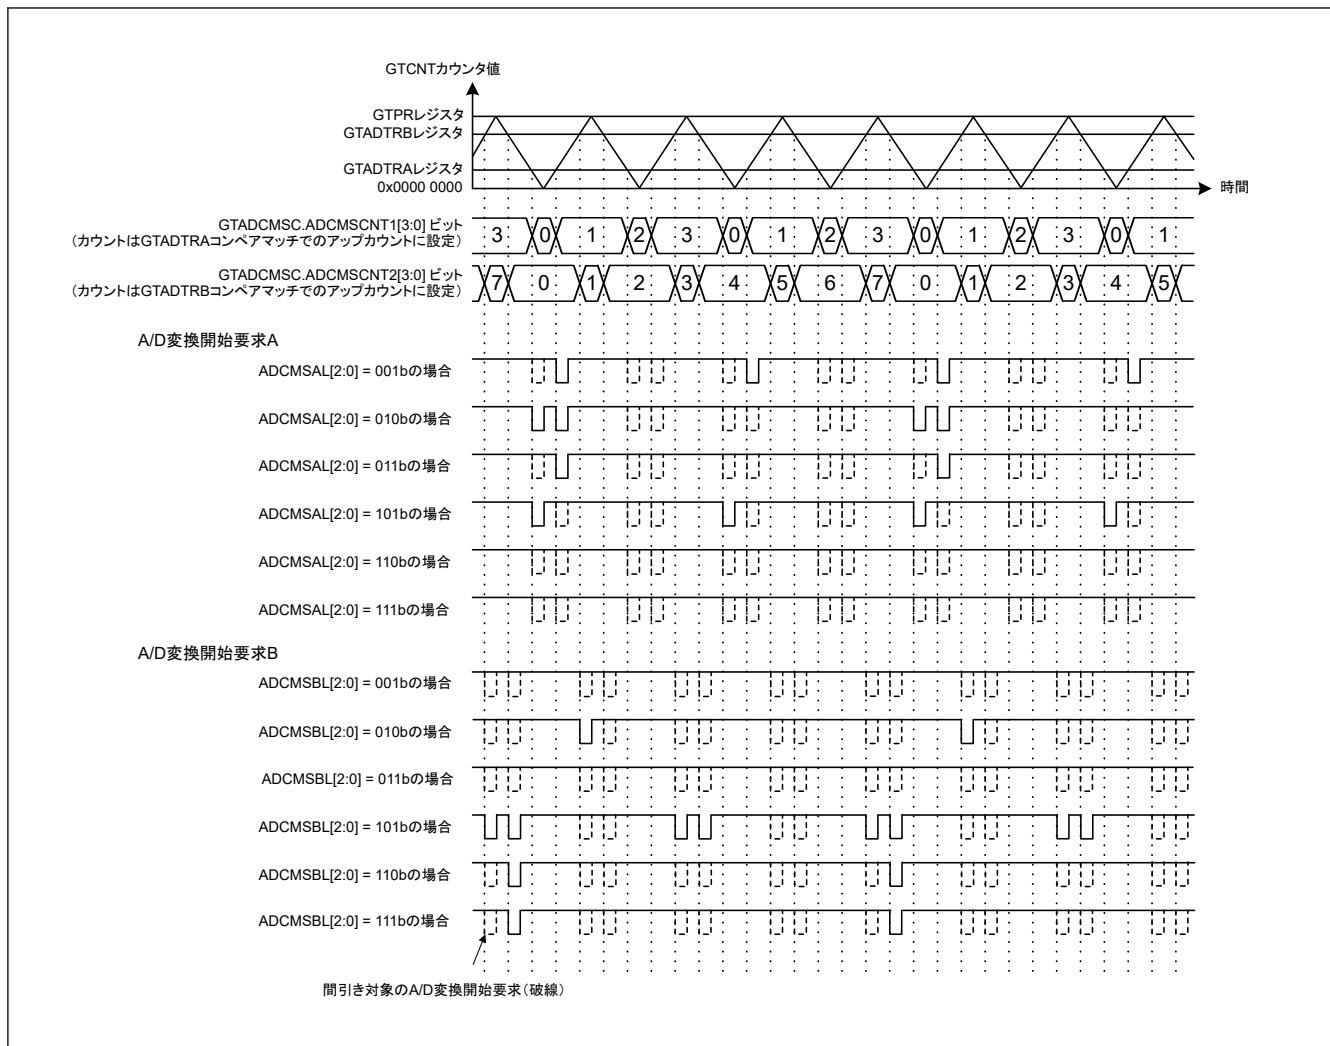 GTCNTカウンタ値
GTPRレジスタ
GTADTRBレジスタ
GTADTRAレジスタ
0x0000 0000
時間
GTADCMSC.ADCMSCNT1[3:0] ビット
（カウントはGTADTRAコンペアマッチでのアップカウントに設定）
3 0 1 2 3 0 1 2 3 0 1 2 3 0 1
GTADCMSC.ADCMSCNT2[3:0] ビット
（カウントはGTADTRBコンペアマッチでのアップカウントに設定）
7 0 1 2 3 4 5 6 7 0 1 2 3 4 5
A/D変換開始要求A
ADCMSAL[2:0] = 001bの場合
ADCMSAL[2:0] = 010bの場合
ADCMSAL[2:0] = 011bの場合
ADCMSAL[2:0] = 101bの場合
ADCMSAL[2:0] = 110bの場合
ADCMSAL[2:0] = 111bの場合
A/D変換開始要求B
ADCMSBL[2:0] = 001bの場合
ADCMSBL[2:0] = 010bの場合
ADCMSBL[2:0] = 011bの場合
ADCMSBL[2:0] = 101bの場合
ADCMSBL[2:0] = 110bの場合
ADCMSBL[2:0] = 111bの場合
間引き対象のA/D変換開始要求（破線）